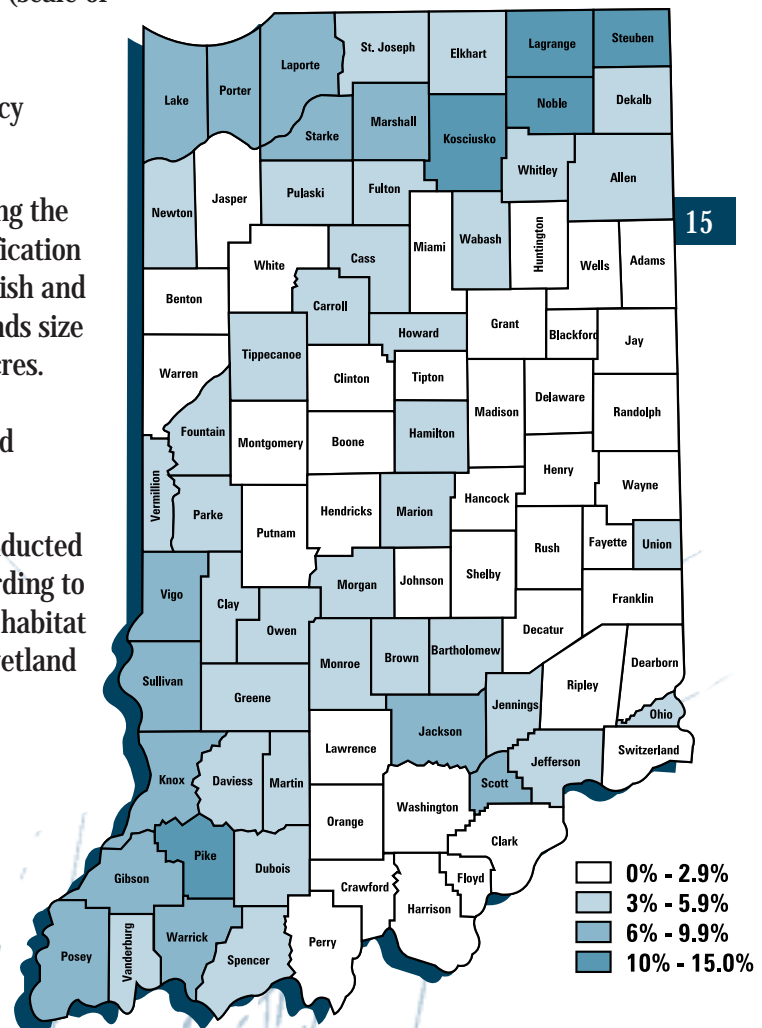 (scale of
cy
ng the
fication
ish and
nds size
cres.
d
nducted
rding to
habitat
wetland
15
St. Joseph
Elkhart
Lagrange
Steuben
Laporte
Lake
Porter
Noble
Dekalb
Starke
Marshall
Kosciusko
Whitley
Allen
Newton
Jasper
Pulaski
Fulton
Miami
Wabash
Huntington
Wells
Adams
White
Cass
Benton
Carroll
Grant
Blackford
Jay
Howard
Tippecanoe
Warren
Clinton
Tipton
Madison
Delaware
Randolph
Fountain
Montgomery
Boone
Hamilton
Henry
Wayne
Vermillion
Parke
Putnam
Hendricks
Marion
Hancock
Rush
Fayette
Union
Vigo
Clay
Owen
Morgan
Johnson
Shelby
Franklin
Decatur
Sullivan
Greene
Monroe
Brown
Bartholomew
Dearborn
Ripley
Jennings
Ohio
Switzerland
Jackson
Lawrence
Jefferson
Knox
Daviess
Martin
Scott
Washington
Orange
Clark
Pike
Dubois
Gibson
Floyd
Crawford
Harrison
Posey
Vanderburg
Warrick
Spencer
Perry
0% - 2.9%
3% - 5.9%
6% - 9.9%
10% - 15.0%